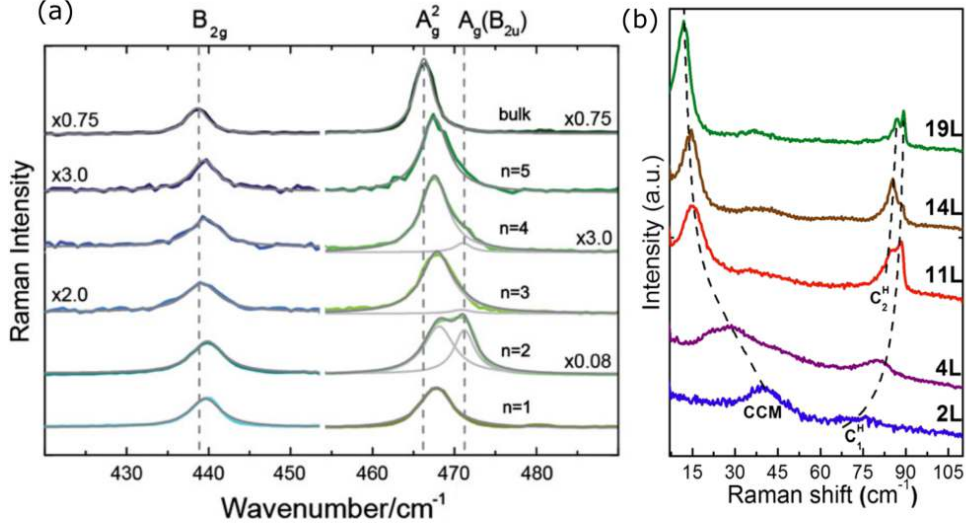 (a)
B2g
A²g
Ag(B2u)
x0.75
bulk
x0.75
x3.0
n=5
n=4
x3.0
x2.0
n=3
n=2
x0.08
n=1
Raman Intensity
430 440 450 460 470 480
Wavenumber/cm⁻¹
(b)
19L
14L
11L
C₂ᴴ
4L
2L
CCM
C₁ᴴ
Intensity (a.u.)
15 30 45 60 75 90 105
Raman shift (cm⁻¹)